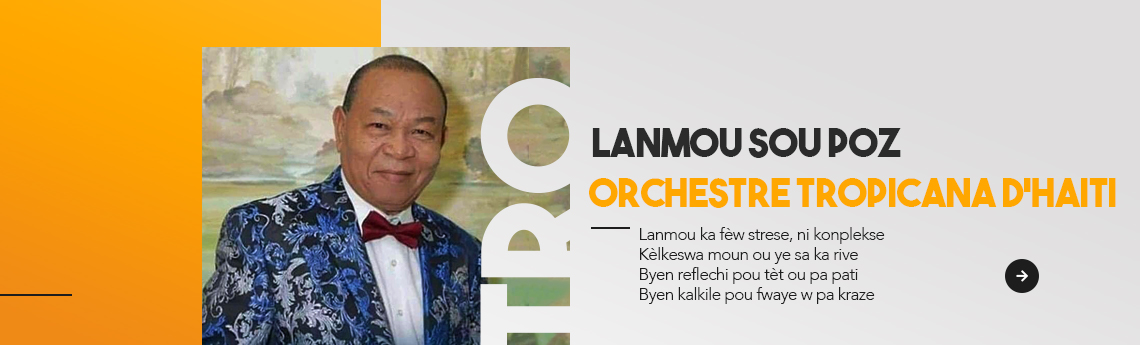 TRO
LANMOU SOU POZ
ORCHESTRE TROPICANA D'HAITI
Lanmou ka fèw strese, ni konplekse
Kèlkeswa moun ou ye sa ka rive
Byen reflechi pou tèt ou pa pati
Byen kalkile pou fwaye w pa kraze